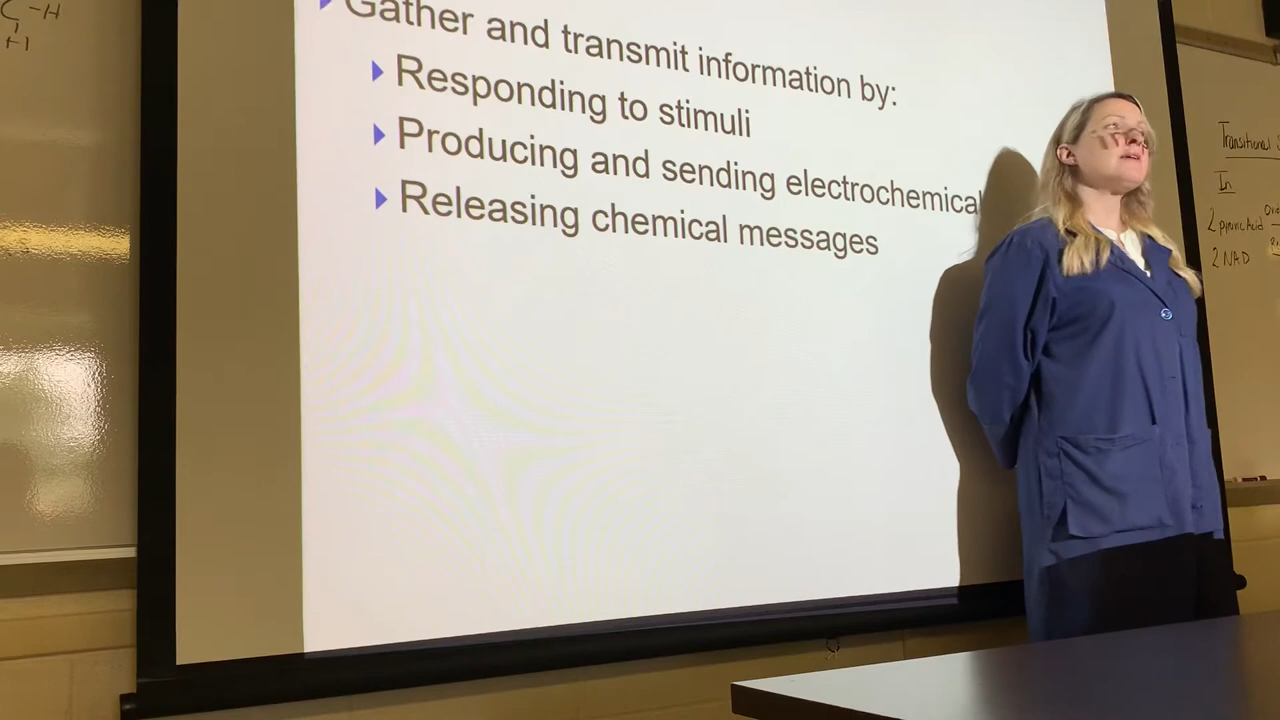 C-H
+1
Gather and transmit information by:
Responding to stimuli
Producing and sending electrochemical
Releasing chemical messages
Transitional
In
2 pyruvic Acid
2 NAD